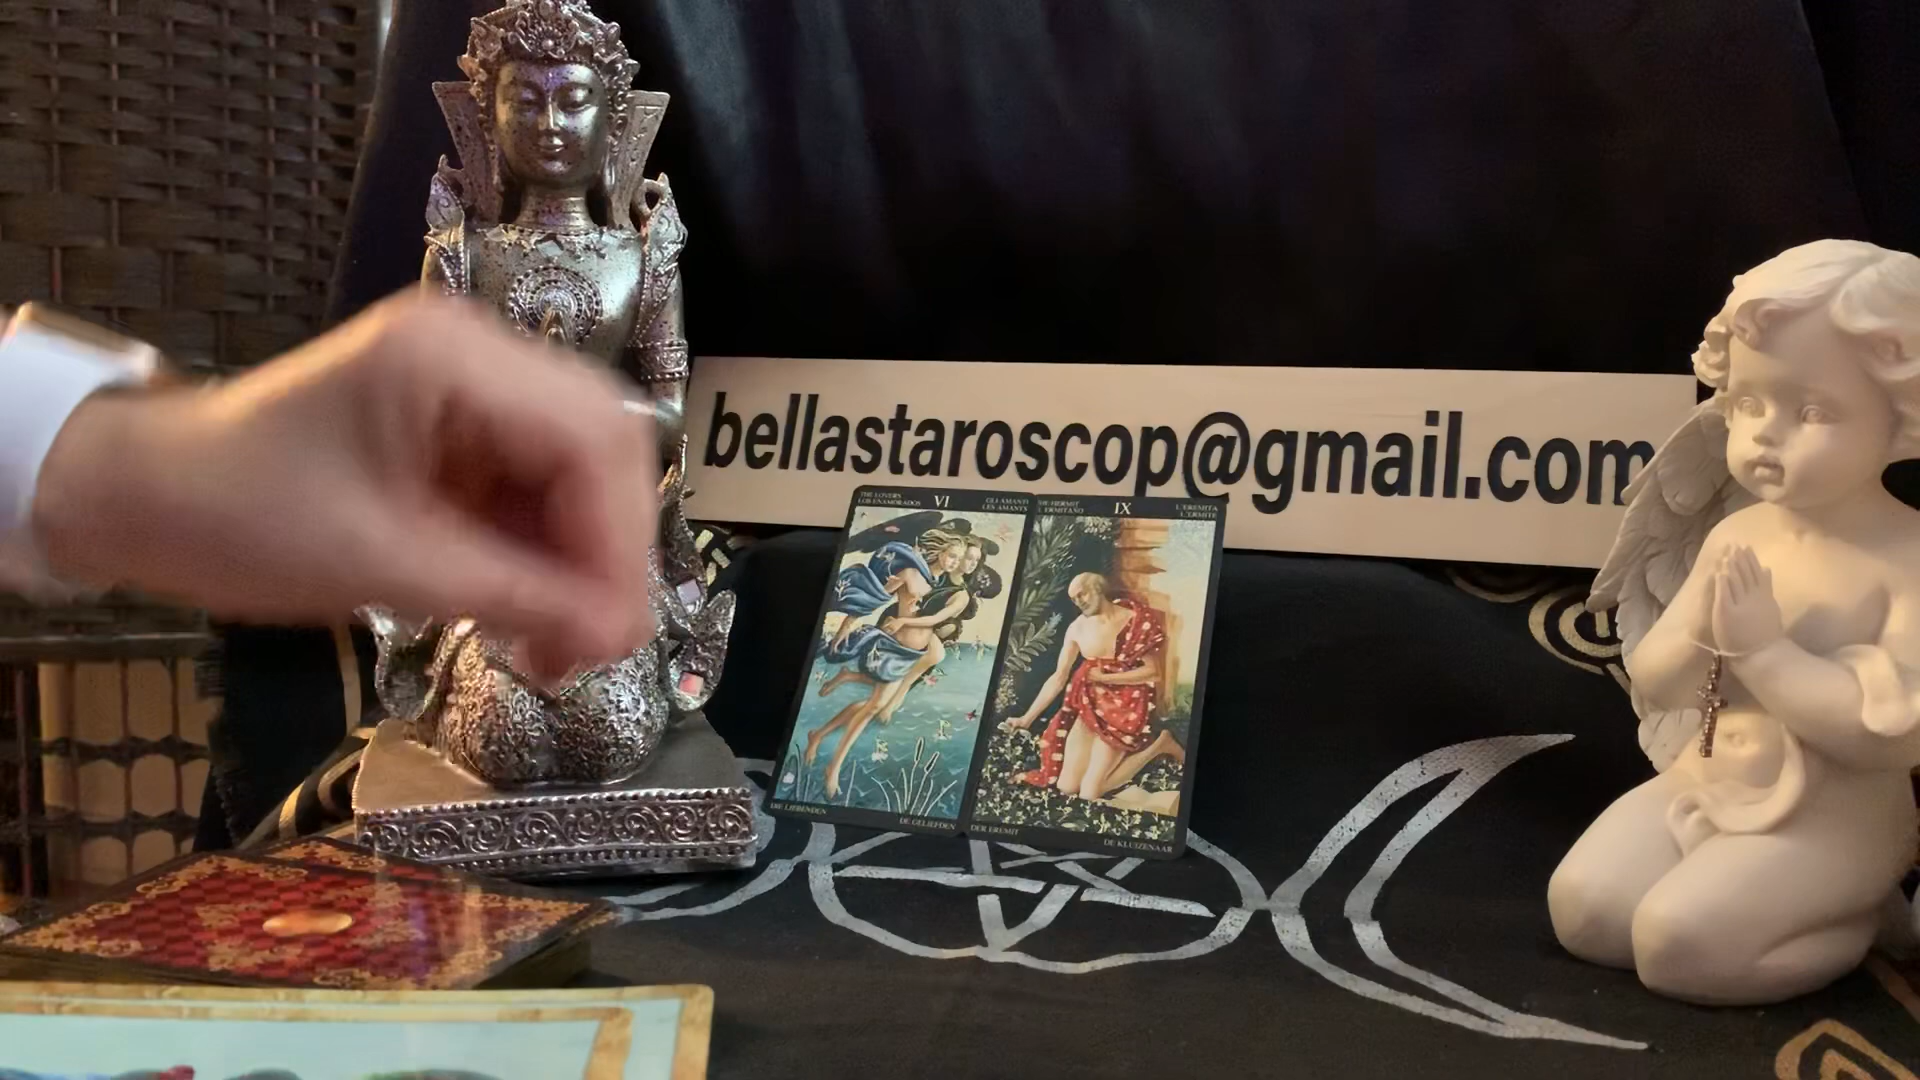 bellastaroscop@gmail.com
THE LOVERS
LOS ENAMORADOS
VI
GLI AMANTI
LES AMANTS
THE HERMIT
L ERMITAÑO
IX
L'EREMITA
L'ERMITE
DIE LIEBENDEN
DE GELIEFDEN
DER EREMIT
DE KLUIZENAAR